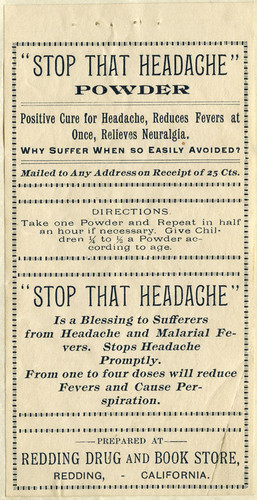 "STOP THAT HEADACHE"
POWDER
Positive Cure for Headache, Reduces Fevers at
Once, Relieves Neuralgia.
WHY SUFFER WHEN SO EASILY AVOIDED?
Mailed to Any Address on Receipt of 25 Cts.
DIRECTIONS
Take one Powder and Repeat in half
an hour if necessary. Give Chil-
dren ¼ to ½ a Powder ac-
cording to age.
"STOP THAT HEADACHE"
Is a Blessing to Sufferers
from Headache and Malarial Fe-
vers. Stops Headache
Promptly.
From one to four doses will reduce
Fevers and Cause Per-
spiration.
PREPARED AT
REDDING DRUG AND BOOK STORE,
REDDING, - CALIFORNIA.